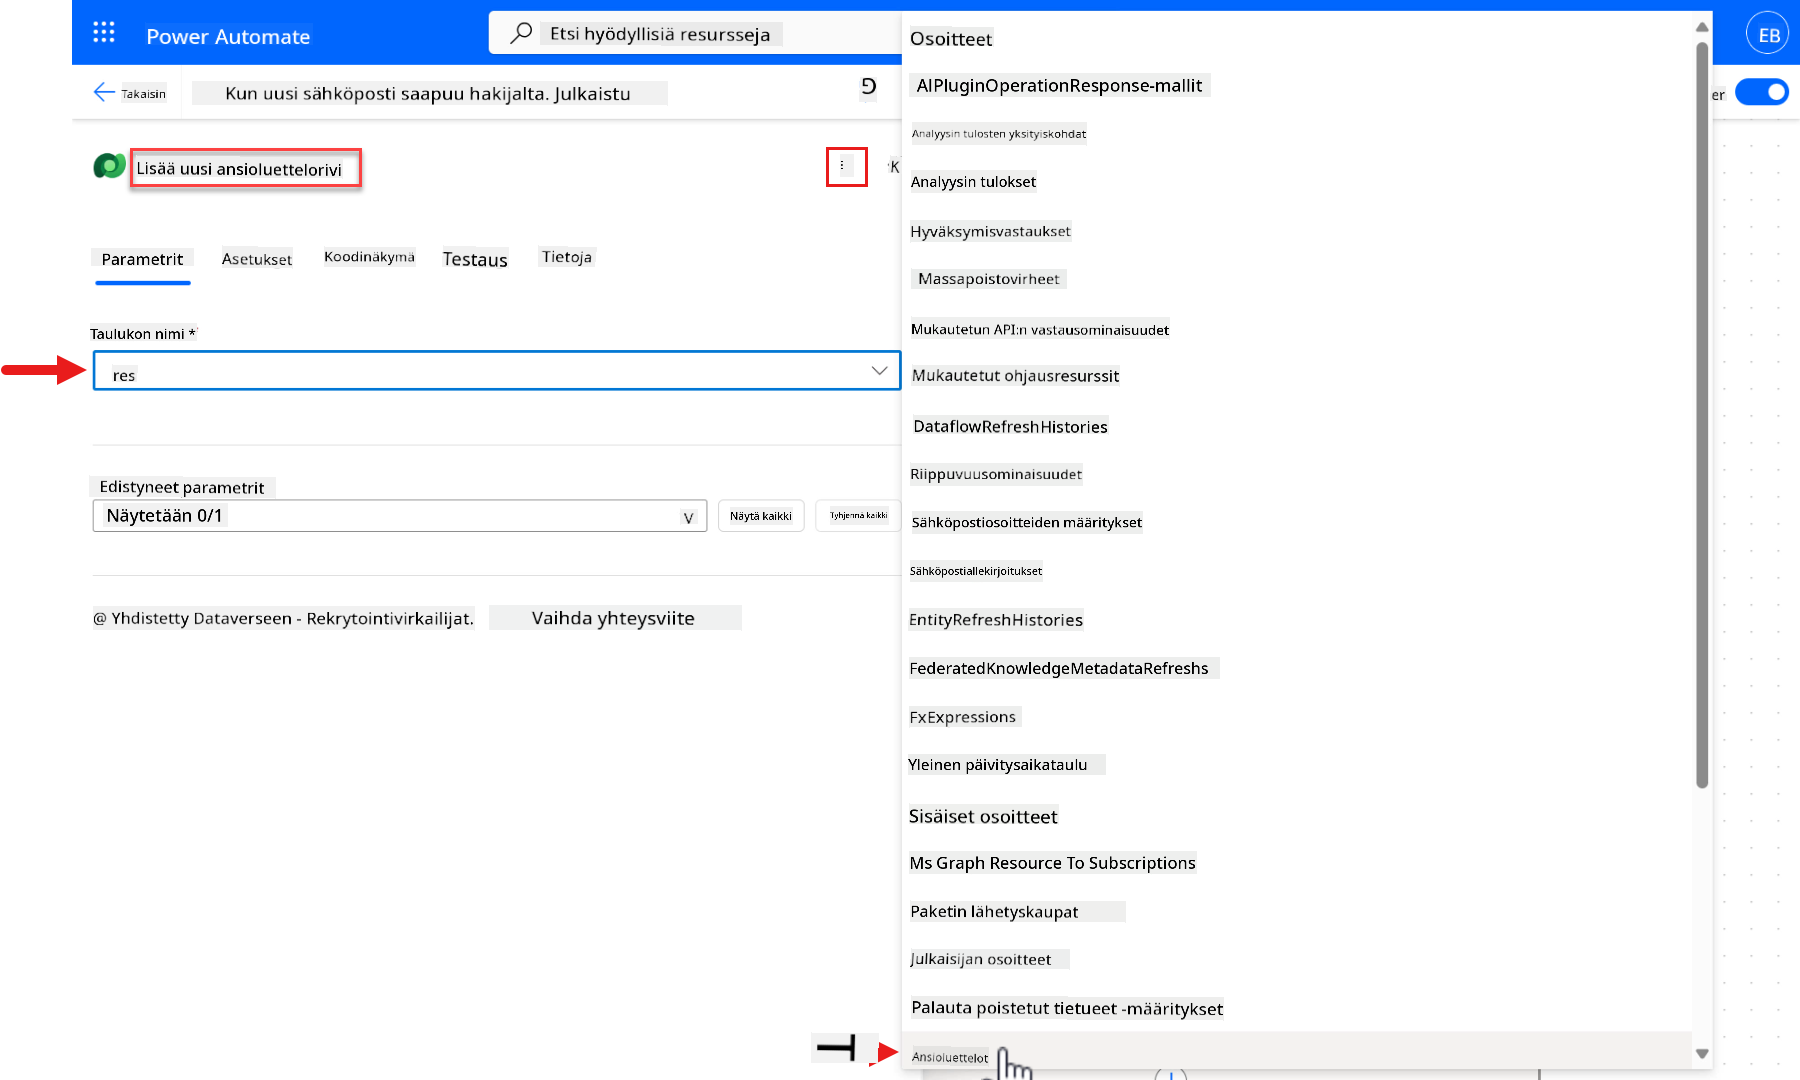 Power Automate
Etsi hyödyllisiä resursseja
EB
Takaisin
Kun uusi sähköposti saapuu hakijalta. Julkaistu
er
Lisää uusi ansioluettelorivi
Parametrit
Asetukset
Koodinäkymä
Testaus
Tietoja
Taulukon nimi *
res
Edistyneet parametrit
Näytetään 0/1
V
Näytä kaikki
Tyhjennä kaikki
@ Yhdistetty Dataverseen - Rekrytointivirkailijat.
Vaihda yhteysviite
Osoitteet
AIPluginOperationResponse-mallit
Analyysin tulosten yksityiskohdat
Analyysin tulokset
Hyväksymisvastaukset
Massapoistovirheet
Mukautetun API:n vastausominaisuudet
Mukautetut ohjausresurssit
DataflowRefreshHistories
Riippuvuusominaisuudet
Sähköpostiosoitteiden määritykset
Sähköpostiallekirjoitukset
EntityRefreshHistories
FederatedKnowledgeMetadataRefreshs
FxExpressions
Yleinen päivitysaikataulu
Sisäiset osoitteet
Ms Graph Resource To Subscriptions
Paketin lähetyskaupat
Julkaisijan osoitteet
Palauta poistetut tietueet -määritykset
Ansioluettelot